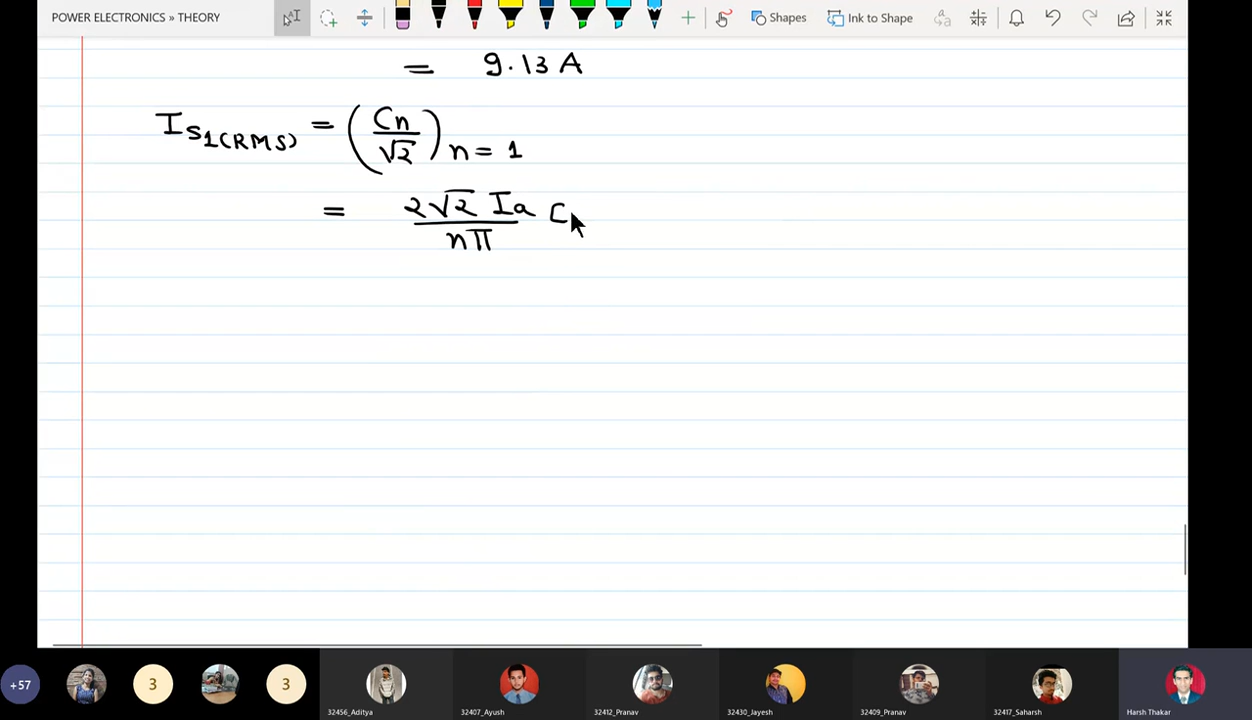 POWER ELECTRONICS » THEORY
Shapes
Ink to Shape
= 9.13 A
IS1(RMS) = (Cn/√2) n = 1
= 2√2 Ia/nπ C
+57
3
3
32456_Aditya
32407_Ayush
32412_Pranav
32430_Jayesh
32409_Pranav
32417_Saharsh
Harsh Thakar